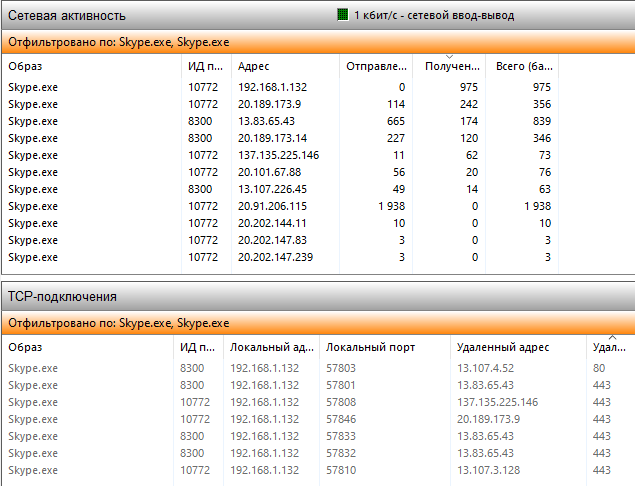 Сетевая активность 1 кбит/с - сетевой ввод-вывод
Отфильтровано по: Skype.exe, Skype.exe
Образ ИД п... Адрес Отправле... Получен... Всего (ба...
Skype.exe 10772 192.168.1.132 0 975 975
Skype.exe 10772 20.189.173.9 114 242 356
Skype.exe 8300 13.83.65.43 665 174 839
Skype.exe 8300 20.189.173.14 227 120 346
Skype.exe 10772 137.135.225.146 11 62 73
Skype.exe 10772 20.101.67.88 56 20 76
Skype.exe 8300 13.107.226.45 49 14 63
Skype.exe 10772 20.91.206.115 1 938 0 1 938
Skype.exe 10772 20.202.144.11 10 0 10
Skype.exe 10772 20.202.147.83 3 0 3
Skype.exe 10772 20.202.147.239 3 0 3
TCP-подключения
Отфильтровано по: Skype.exe, Skype.exe
Образ ИД п... Локальный ад... Локальный порт Удаленный адрес Удал...
Skype.exe 8300 192.168.1.132 57803 13.107.4.52 80
Skype.exe 8300 192.168.1.132 57801 13.83.65.43 443
Skype.exe 10772 192.168.1.132 57808 137.135.225.146 443
Skype.exe 10772 192.168.1.132 57846 20.189.173.9 443
Skype.exe 8300 192.168.1.132 57833 13.83.65.43 443
Skype.exe 8300 192.168.1.132 57832 13.83.65.43 443
Skype.exe 10772 192.168.1.132 57810 13.107.3.128 443